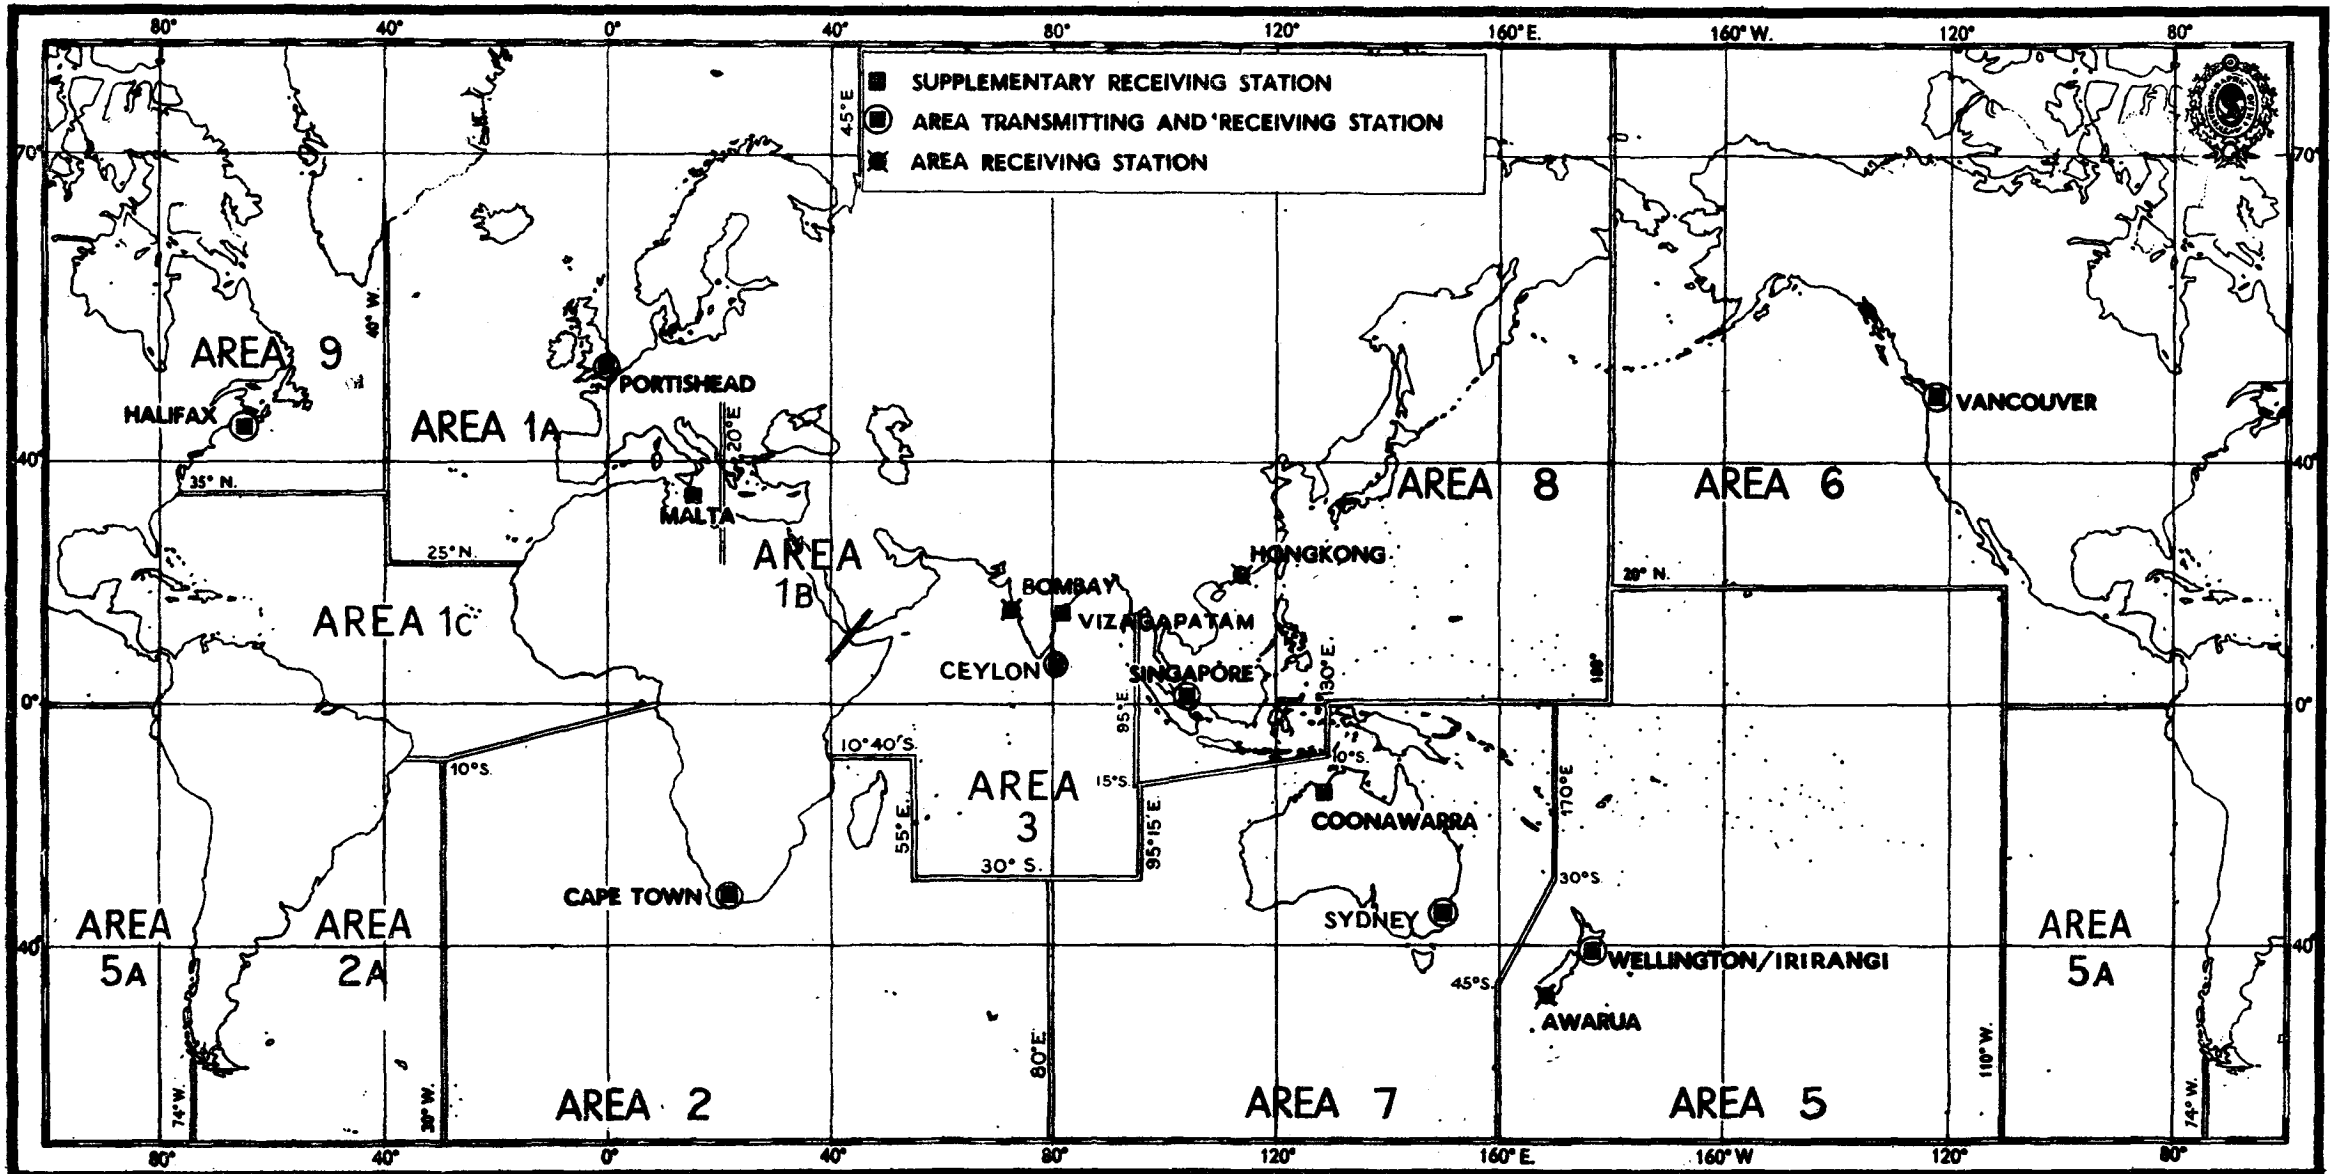 80° 40° 0° 40° 80° 120° 160°E. 160°W. 120° 80°
SUPPLEMENTARY RECEIVING STATION
AREA TRANSMITTING AND RECEIVING STATION
AREA RECEIVING STATION
45°E
70° 70°
40°W.
AREA 9
PORTISHEAD
HALIFAX
AREA 1A
20°E
VANCOUVER
40° 40°
35° N.
MALTA
AREA 8
AREA 6
25°N.
AREA
1B
HONGKONG
BOMBAY
20° N.
AREA 1C
VIZAGAPATAM
CEYLON
SINGAPORE
130°E.
180°
95°E.
0° 0°
10°40'S.
10°S.
10°S.
15°S.
AREA
3
55°E.
95°15'E.
170°E
COONAWARRA
30° S.
30°S.
CAPE TOWN
SYDNEY
AREA
5A
AREA
2A
AREA
5A
40° 40°
WELLINGTON/IRIRANGI
45°S.
AWARUA
74°W.
30°W.
80°E.
110°W.
74°W.
AREA 2
AREA 7
AREA 5
80° 40° 0° 40° 80° 120° 160°E. 160°W 120° 80°